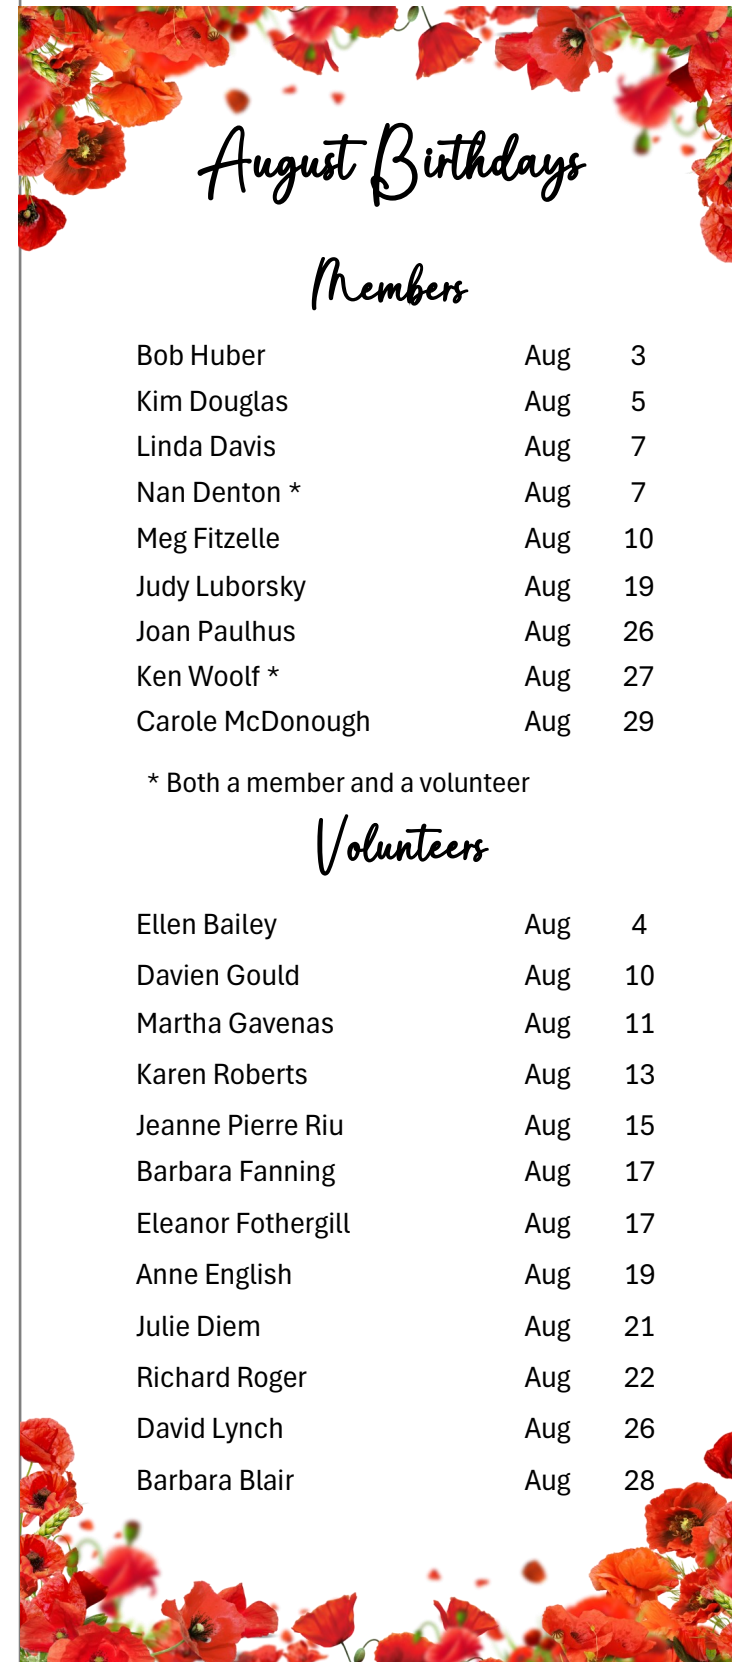 August Birthdays
Members
Bob Huber Aug 3
Kim Douglas Aug 5
Linda Davis Aug 7
Nan Denton * Aug 7
Meg Fitzelle Aug 10
Judy Luborsky Aug 19
Joan Paulhus Aug 26
Ken Woolf * Aug 27
Carole McDonough Aug 29
* Both a member and a volunteer
Volunteers
Ellen Bailey Aug 4
Davien Gould Aug 10
Martha Gavenas Aug 11
Karen Roberts Aug 13
Jeanne Pierre Riu Aug 15
Barbara Fanning Aug 17
Eleanor Fothergill Aug 17
Anne English Aug 19
Julie Diem Aug 21
Richard Roger Aug 22
David Lynch Aug 26
Barbara Blair Aug 28